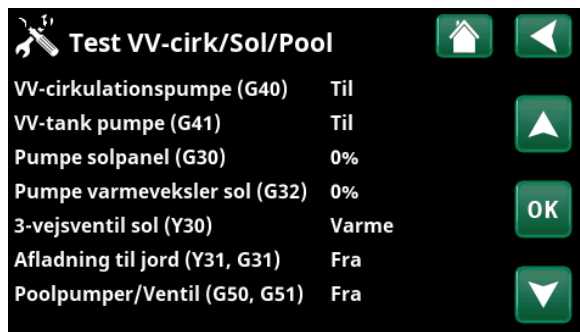 Test VV-cirk/Sol/Pool
VV-cirkulationspumpe (G40) Til
VV-tank pumpe (G41) Til
Pumpe solpanel (G30) 0%
Pumpe varmeveksler sol (G32) 0%
3-vejsventil sol (Y30) Varme
Afladning til jord (Y31, G31) Fra
Poolpumper/Ventil (G50, G51) Fra
OK